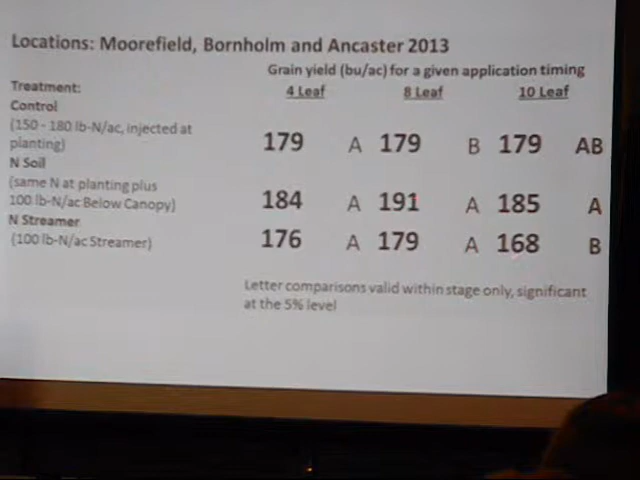 Locations: Moorefield, Bornholm and Ancaster 2013
Grain yield (bu/ac) for a given application timing
Treatment: 4 Leaf 8 Leaf 10 Leaf
Control
(150 - 180 lb-N/ac, injected at
planting) 179 A 179 B 179 AB
N Soil
(same N at planting plus
100 lb-N/ac Below Canopy) 184 A 191 A 185 A
N Streamer
(100 lb-N/ac Streamer) 176 A 179 A 168 B
Letter comparisons valid within stage only, significant
at the 5% level